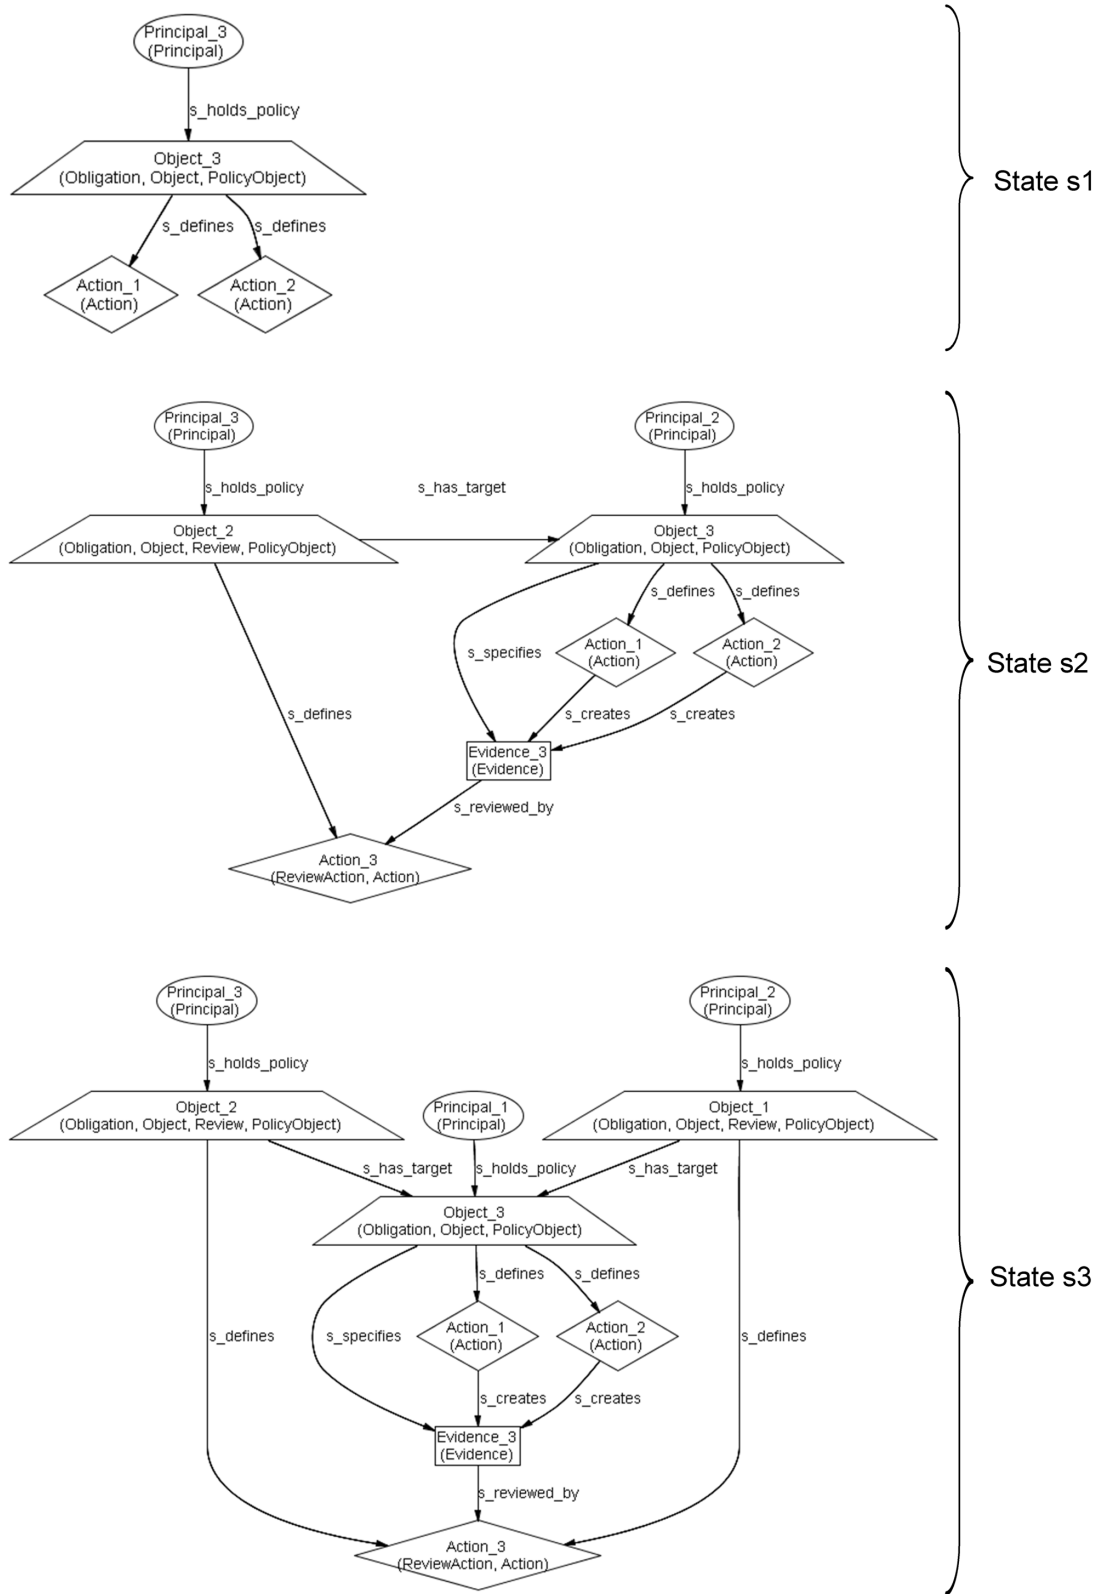 Principal_3
(Principal)
s_holds_policy
Object_3
(Obligation, Object, PolicyObject)
s_defines
s_defines
Action_1
(Action)
Action_2
(Action)
State s1
Principal_3
(Principal)
Principal_2
(Principal)
s_holds_policy
s_has_target
s_holds_policy
Object_2
(Obligation, Object, Review, PolicyObject)
Object_3
(Obligation, Object, PolicyObject)
s_defines
s_defines
s_specifies
Action_1
(Action)
Action_2
(Action)
State s2
s_defines
s_creates
s_creates
Evidence_3
(Evidence)
s_reviewed_by
Action_3
(ReviewAction, Action)
Principal_3
(Principal)
Principal_2
(Principal)
s_holds_policy
s_holds_policy
Object_2
(Obligation, Object, Review, PolicyObject)
Principal_1
(Principal)
Object_1
(Obligation, Object, Review, PolicyObject)
s_has_target
s_holds_policy
s_has_target
Object_3
(Obligation, Object, PolicyObject)
s_defines
s_defines
State s3
s_defines
s_specifies
Action_1
(Action)
Action_2
(Action)
s_defines
s_creates
s_creates
Evidence_3
(Evidence)
s_reviewed_by
Action_3
(ReviewAction, Action)